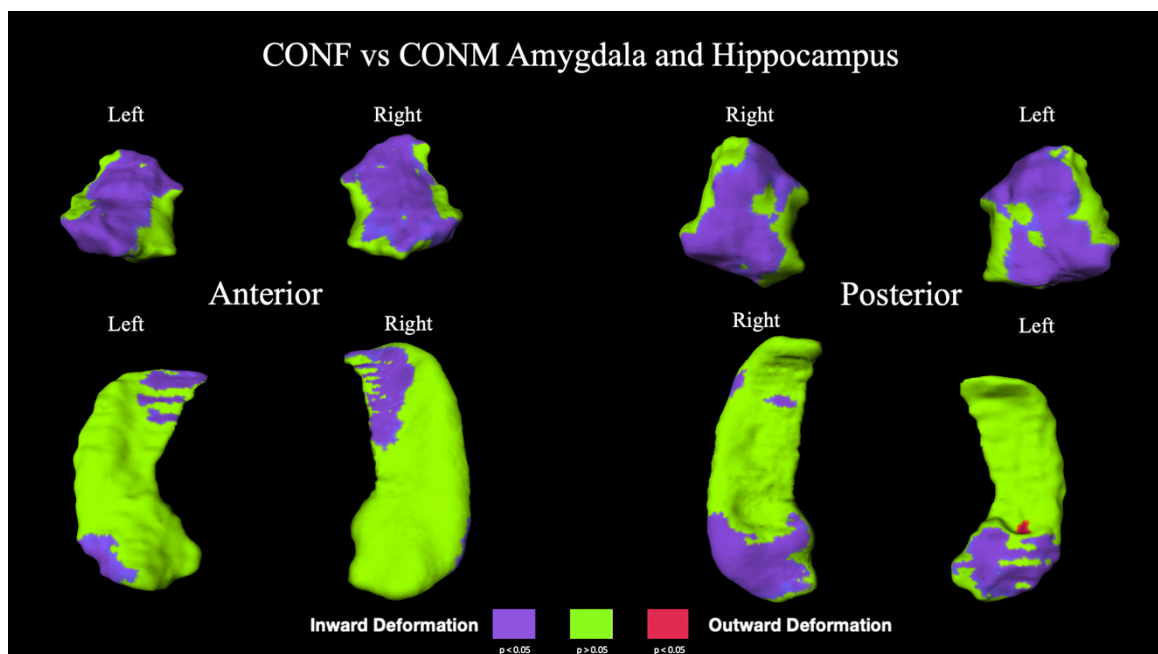 CONF vs CONM Amygdala and Hippocampus
Left Right Right Left
Anterior Posterior
Left Right Right Left
Inward Deformation Outward Deformation
p < 0.05 p > 0.05 p < 0.05